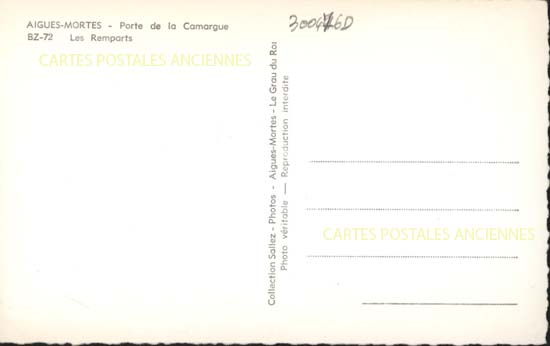 AIGUES-MORTES - Porte de la Camargue
BZ-72 Les Remparts
CARTES POSTALES ANCIENNES
Collection Sallez - Photos - Aigues-Mortes - Le Grau du Roi
Photo véritable — Reproduction interdite
CARTES POSTALES ANCIENNES